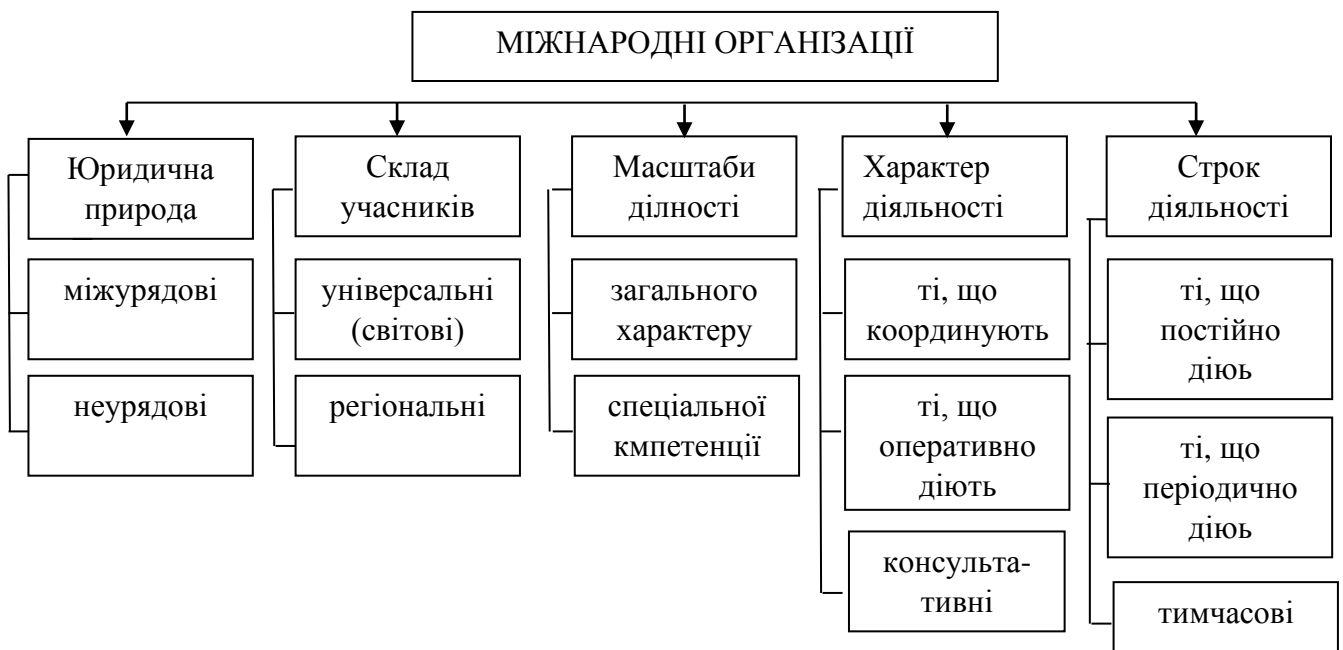 МІЖНАРОДНІ ОРГАНІЗАЦІЇ
Юридична
природа
міжурядові
неурядові
Склад
учасників
універсальні
(світові)
регіональні
Масштаби
ділності
загального
характеру
спеціальної
кмпетенції
Характер
діяльності
ті, що
координують
ті, що
оперативно
діють
консульта-
тивні
Строк
діяльності
ті, що
постійно
діюь
ті, що
періодично
діюь
тимчасові